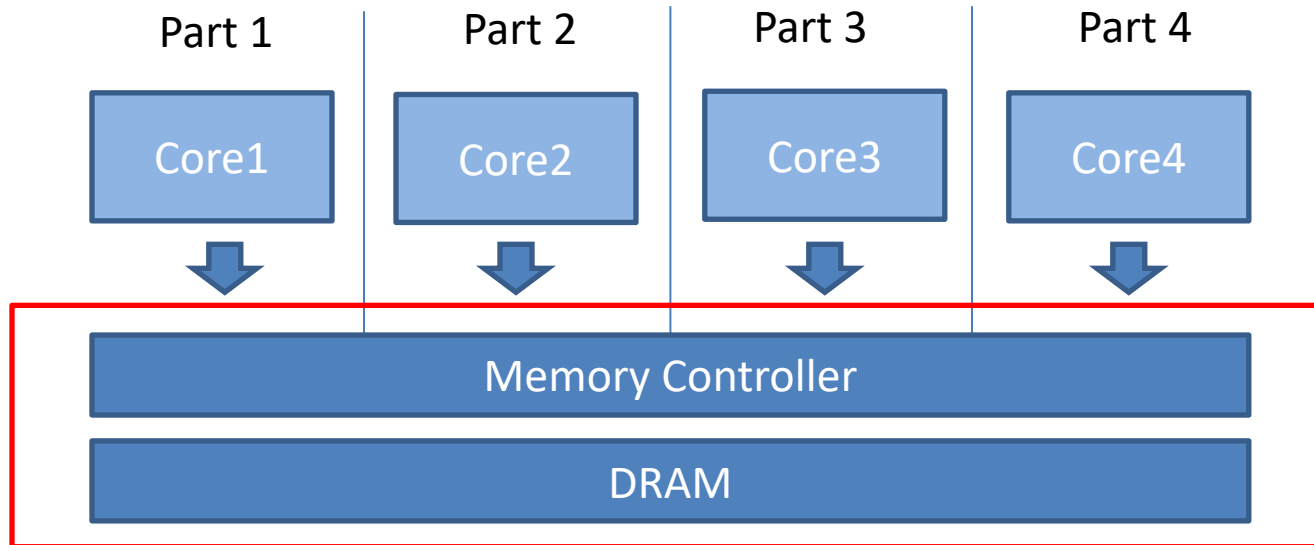 Part 1
Part 2
Part 3
Part 4
Core1
Core2
Core3
Core4
Memory Controller
DRAM